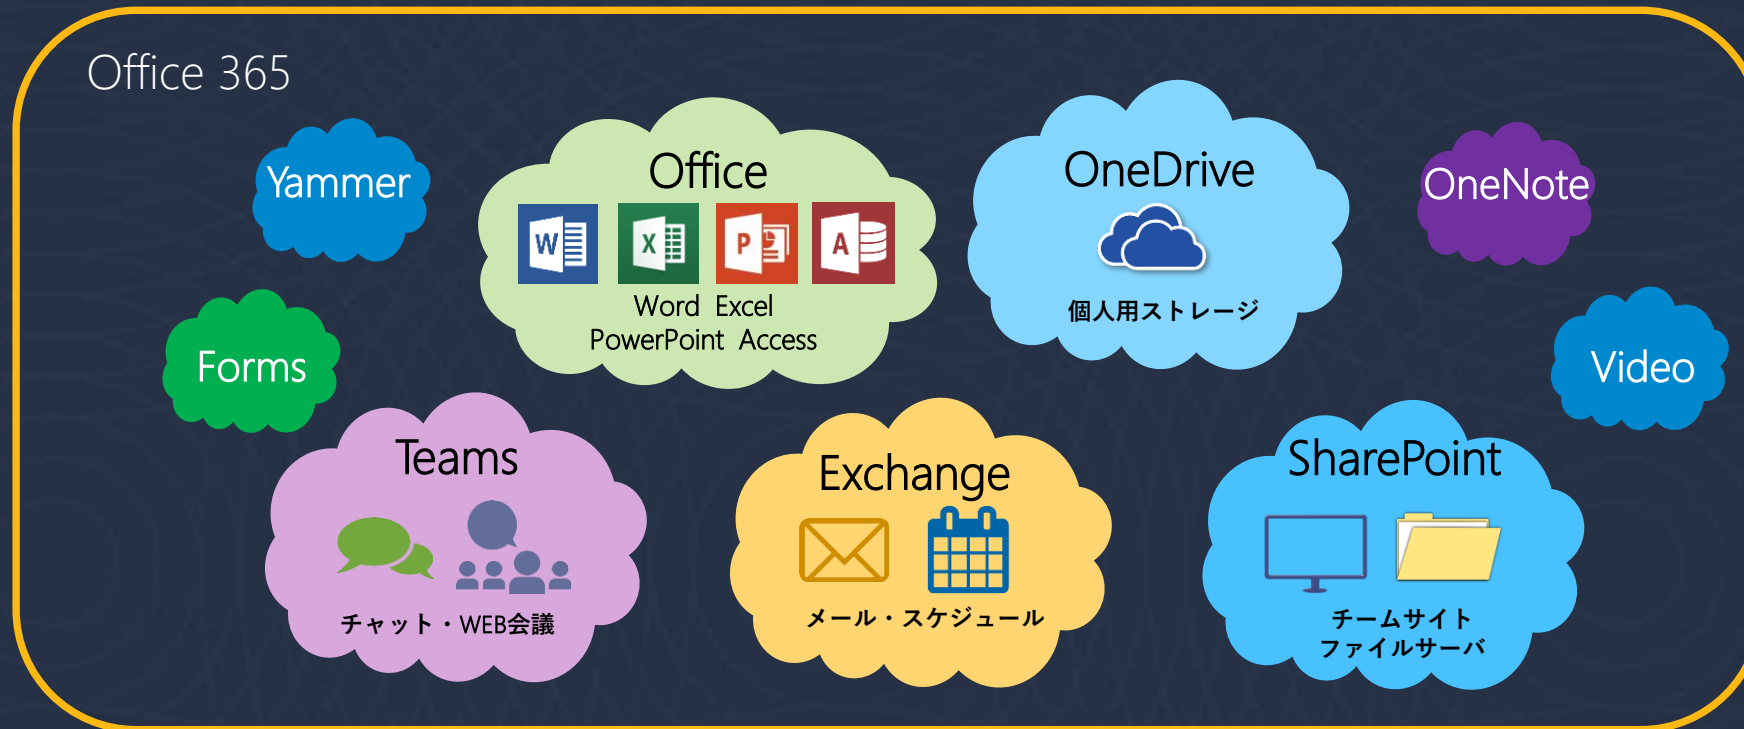 Office 365
Yammer
Office
W
X
P
A
Word Excel
PowerPoint Access
OneDrive
個人用ストレージ
OneNote
Forms
Video
Teams
チャット・WEB会議
Exchange
メール・スケジュール
SharePoint
チームサイト
ファイルサーバ